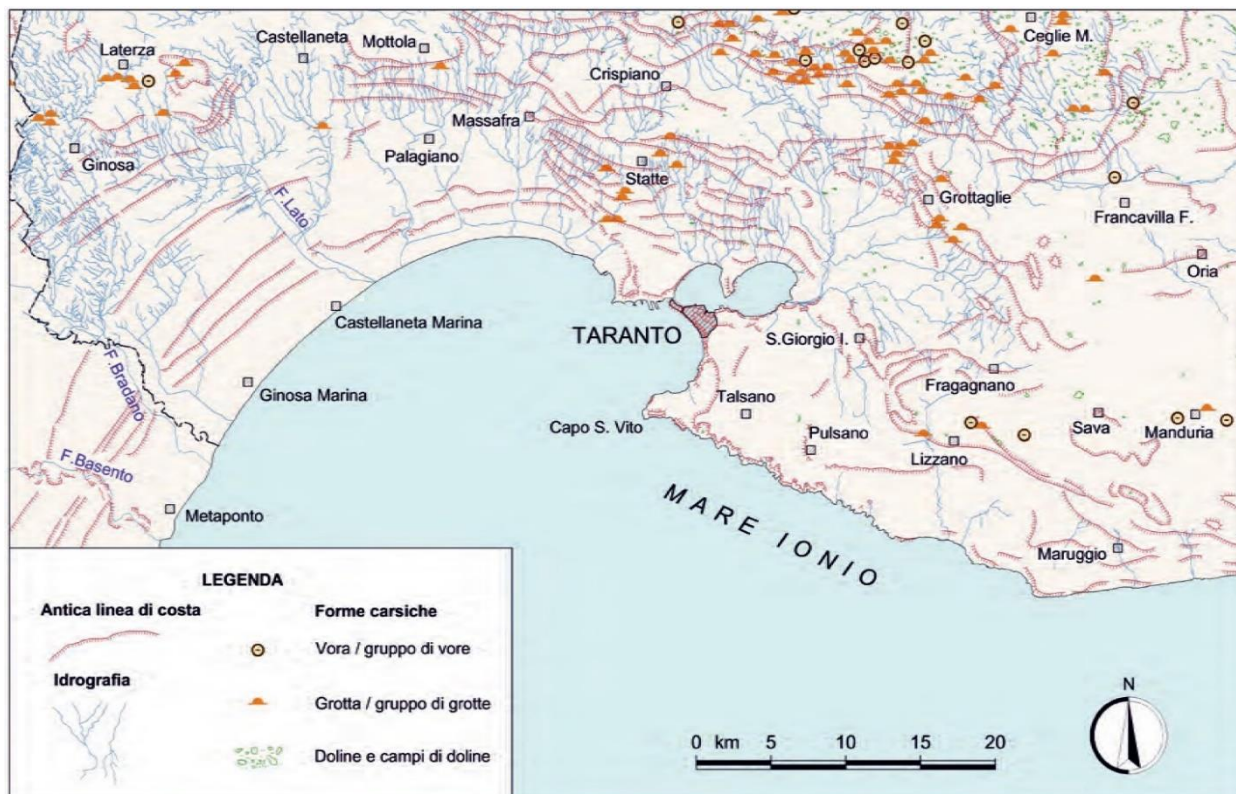 Laterza
Castellaneta
Mottola
Ceglie M.
Crispiano
Massafra
Ginosa
Palagiano
Statte
F.Lato
Grottaglie
Francavilla F.
Oria
Castellaneta Marina
TARANTO
S.Giorgio I.
F.Bradano
Ginosa Marina
Fragagnano
Talsano
Capo S. Vito
Pulsano
Sava
Manduria
Lizzano
F.Basento
Metaponto
MARE IONIO
Maruggio
LEGENDA
Antica linea di costa
Forme carsiche
Vora / gruppo di vore
Idrografia
Grotta / gruppo di grotte
Doline e campi di doline
0 km 5 10 15 20
N